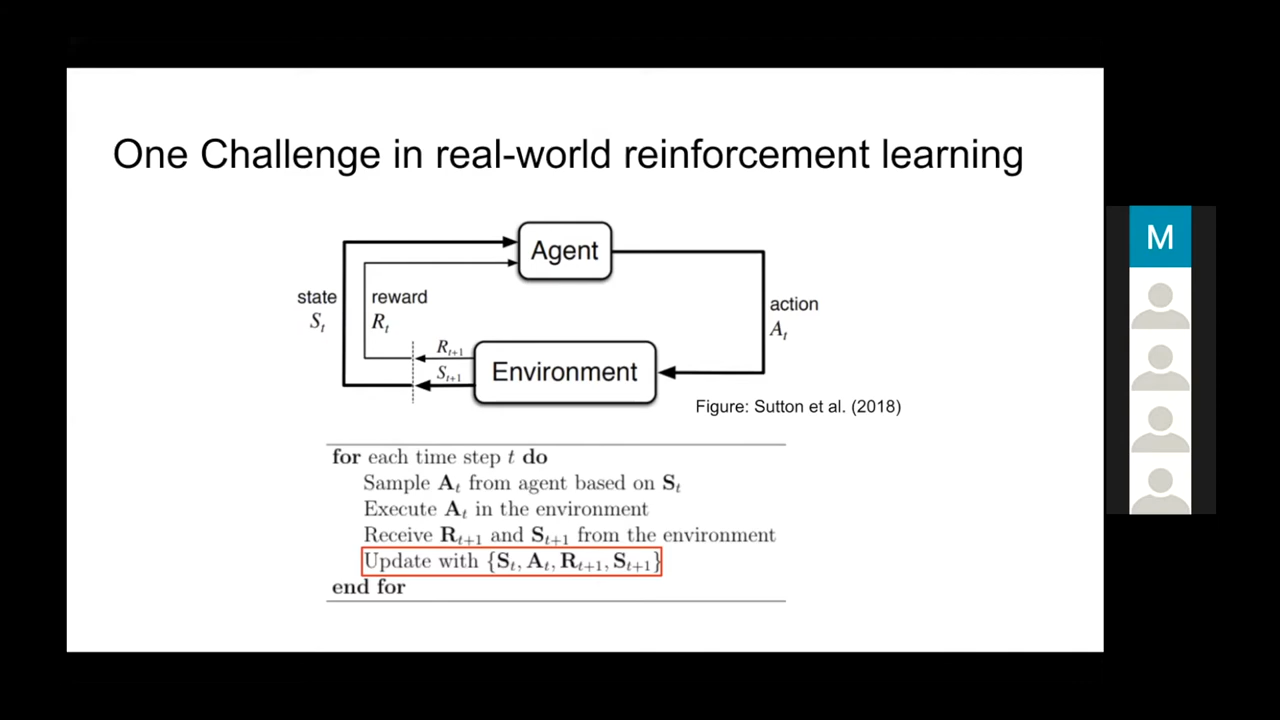 One Challenge in real-world reinforcement learning
Agent
state
S_t
reward
R_t
action
A_t
R_{t+1}
S_{t+1}
Environment
Figure: Sutton et al. (2018)
for each time step t do
Sample A_t from agent based on S_t
Execute A_t in the environment
Receive R_{t+1} and S_{t+1} from the environment
Update with {S_t, A_t, R_{t+1}, S_{t+1}}
end for
M